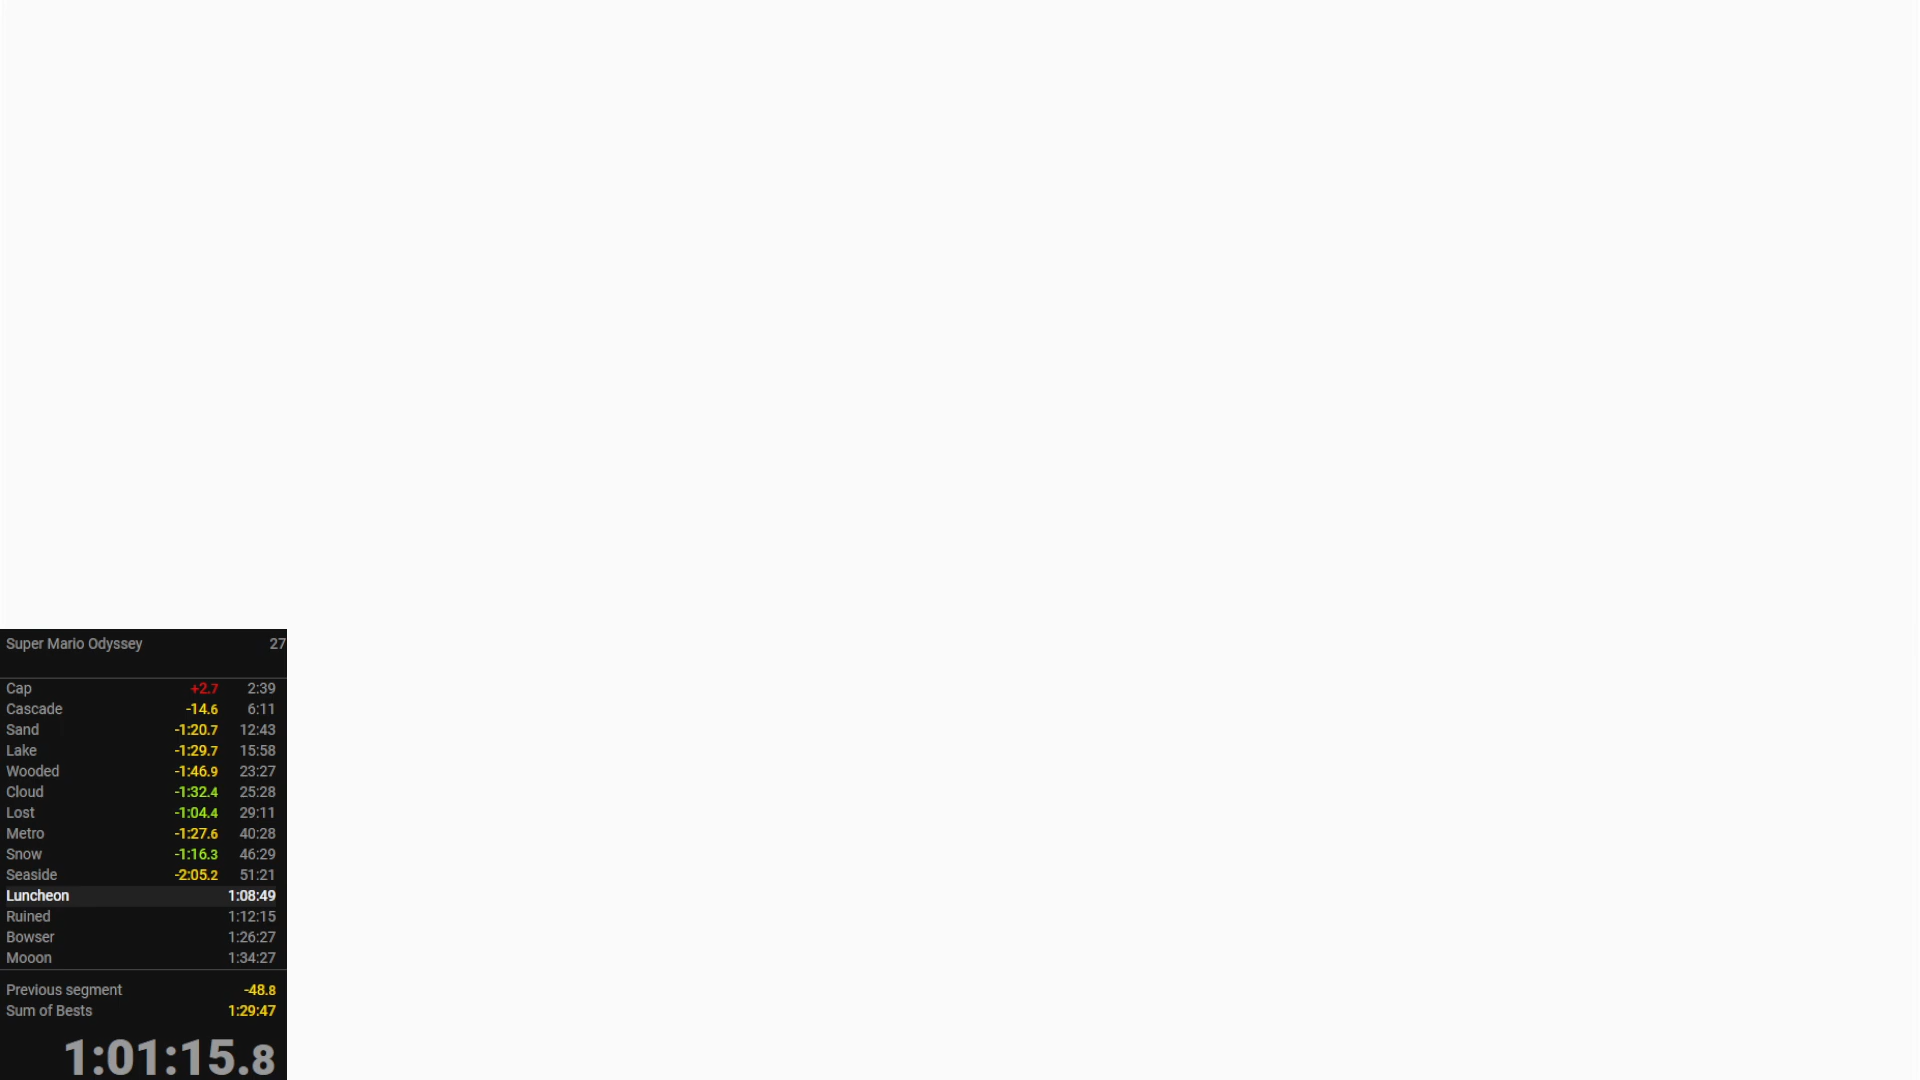 Super Mario Odyssey 27
Cap +2.7 2:39
Cascade -14.6 6:11
Sand -1:20.7 12:43
Lake -1:29.7 15:58
Wooded -1:46.9 23:27
Cloud -1:32.4 25:28
Lost -1:04.4 29:11
Metro -1:27.6 40:28
Snow -1:16.3 46:29
Seaside -2:05.2 51:21
Luncheon 1:08:49
Ruined 1:12:15
Bowser 1:26:27
Mooon 1:34:27
Previous segment -48.8
Sum of Bests 1:29:47
1:01:15.8